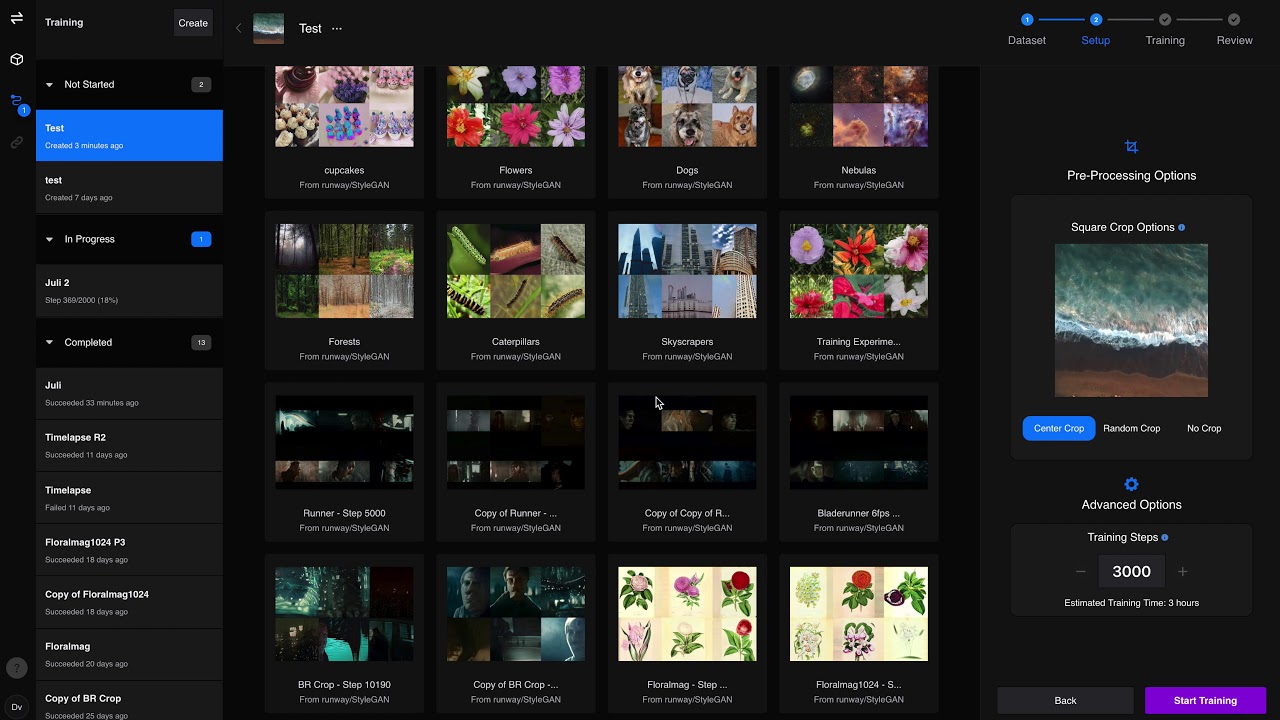 Training
Create
Test
...
1
2
Dataset
Setup
Training
Review
1
Not Started
2
Test
Created 3 minutes ago
test
Created 7 days ago
In Progress
1
Juli 2
Step 369/2000 (18%)
Completed
13
Juli
Succeeded 33 minutes ago
Timelapse R2
Succeeded 11 days ago
Timelapse
Failed 11 days ago
Floralmag1024 P3
Succeeded 18 days ago
Copy of Floralmag1024
Succeeded 18 days ago
Floralmag
Succeeded 20 days ago
Copy of BR Crop
Succeeded 25 days ago
?
Dv
cupcakes
From runway/StyleGAN
Flowers
From runway/StyleGAN
Dogs
From runway/StyleGAN
Nebulas
From runway/StyleGAN
Forests
From runway/StyleGAN
Caterpillars
From runway/StyleGAN
Skyscrapers
From runway/StyleGAN
Training Experime...
From runway/StyleGAN
Runner - Step 5000
From runway/StyleGAN
Copy of Runner - ...
From runway/StyleGAN
Copy of Copy of R...
From runway/StyleGAN
Bladerunner 6fps ...
From runway/StyleGAN
BR Crop - Step 10190
From runway/StyleGAN
Copy of BR Crop -...
From runway/StyleGAN
Floralmag - Step ...
From runway/StyleGAN
Floralmag1024 - S...
From runway/StyleGAN
Pre-Processing Options
Square Crop Options
Center Crop
Random Crop
No Crop
Advanced Options
Training Steps
− 3000 +
Estimated Training Time: 3 hours
Back
Start Training